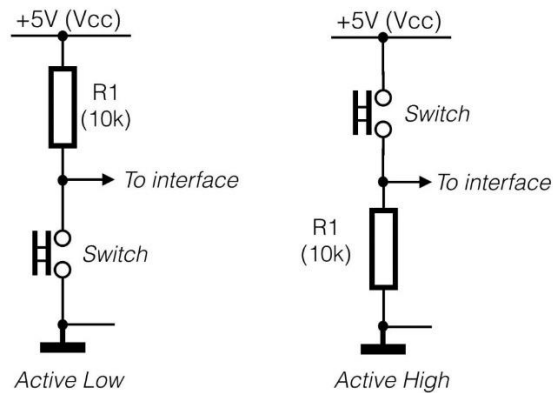 +5V (Vcc)
R1
(10k)
To interface
Switch
Active Low
+5V (Vcc)
Switch
To interface
R1
(10k)
Active High